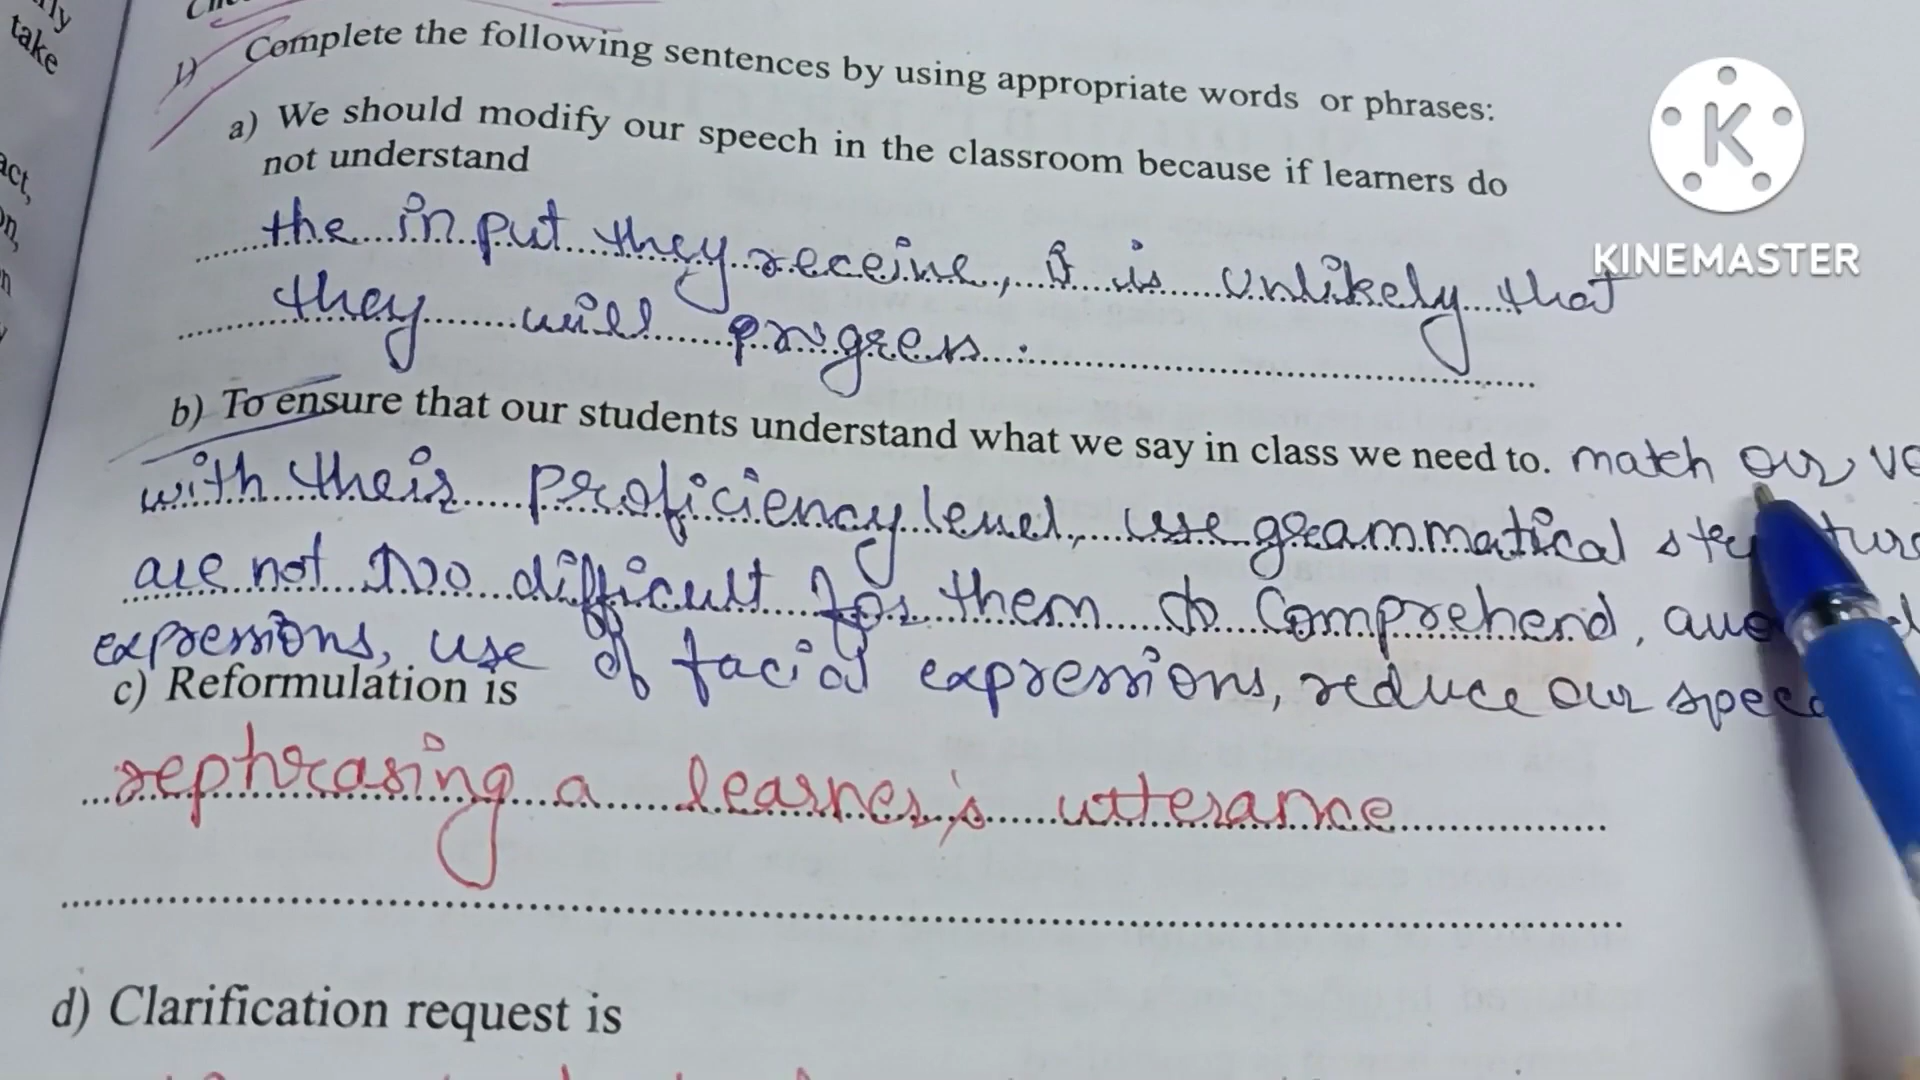 take
act,
1) Complete the following sentences by using appropriate words or phrases:
a) We should modify our speech in the classroom because if learners do
not understand
the input they receive, it is unlikely that
they will progress.
b) To ensure that our students understand what we say in class we need to. match our
with their proficiency level, use grammatical
are not too difficult for them to comprehend,
expressions, use of facial expressions, reduce our
c) Reformulation is
rephrasing a learner's utterance
d) Clarification request is
K
KINEMASTER